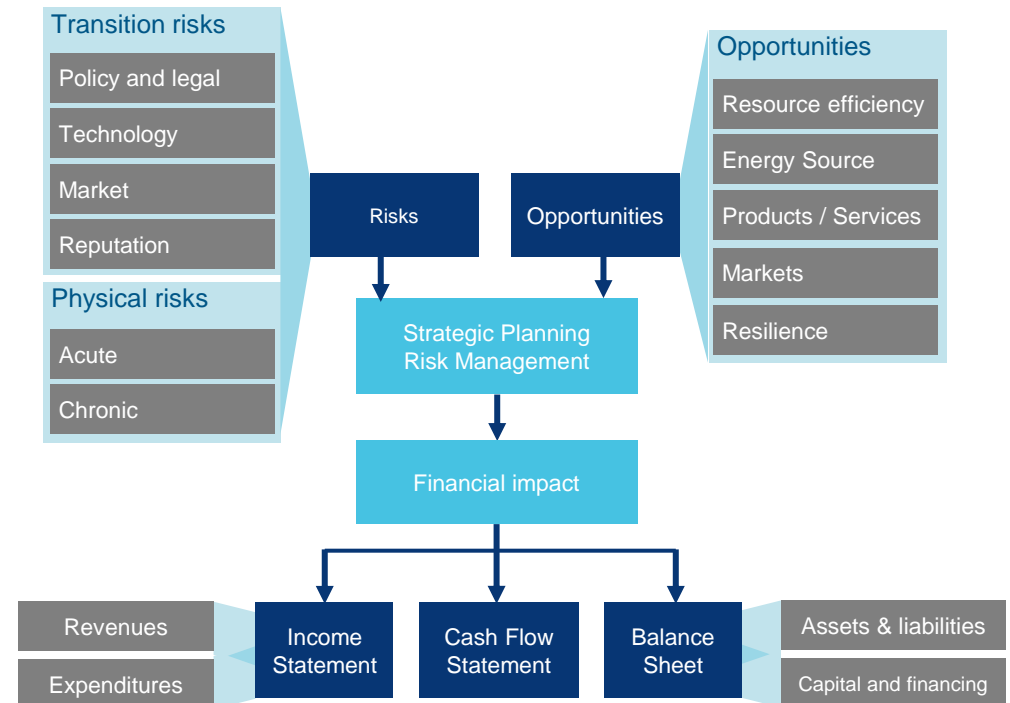 Transition risks
Policy and legal
Technology
Market
Reputation
Physical risks
Acute
Chronic
Risks
Opportunities
Opportunities
Resource efficiency
Energy Source
Products / Services
Markets
Resilience
Strategic Planning
Risk Management
Financial impact
Revenues
Expenditures
Income
Statement
Cash Flow
Statement
Balance
Sheet
Assets & liabilities
Capital and financing